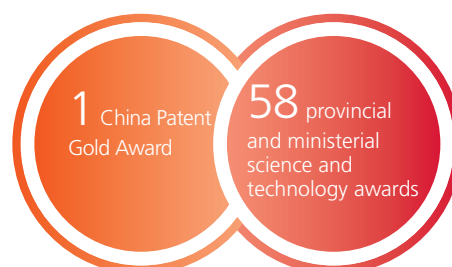 1 China Patent
Gold Award
58 provincial
and ministerial
science and
technology awards